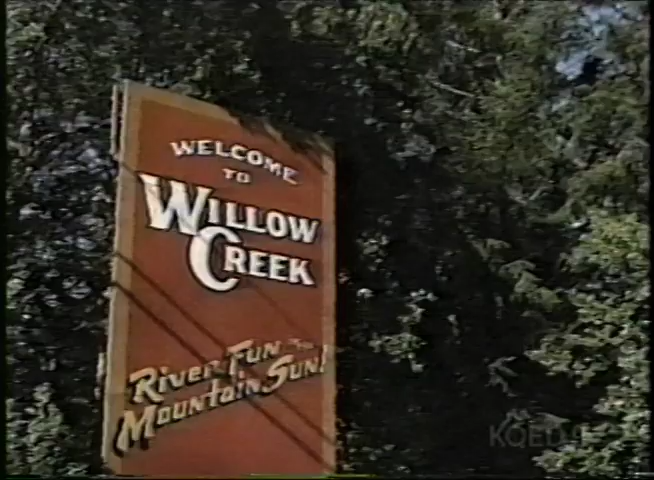 WELCOME
TO
WILLOW
CREEK
RIVER FUN
MOUNTAIN SUN!
KQED